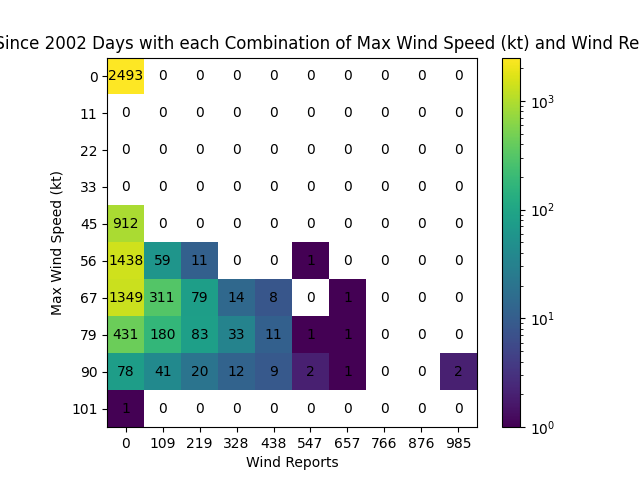 Since 2002 Days with each Combination of Max Wind Speed (kt) and Wind Re
0 2493 0 0 0 0 0 0 0 0 0
11 0 0 0 0 0 0 0 0 0 0
22 0 0 0 0 0 0 0 0 0 0
33 0 0 0 0 0 0 0 0 0 0
45 912 0 0 0 0 0 0 0 0 0
56 1438 59 11 0 0 1 0 0 0 0
67 1349 311 79 14 8 0 1 0 0 0
79 431 180 83 33 11 1 1 0 0 0
90 78 41 20 12 9 2 1 0 0 2
101 1 0 0 0 0 0 0 0 0 0
0 109 219 328 438 547 657 766 876 985
Wind Reports
Max Wind Speed (kt)
10³
10²
10¹
10⁰